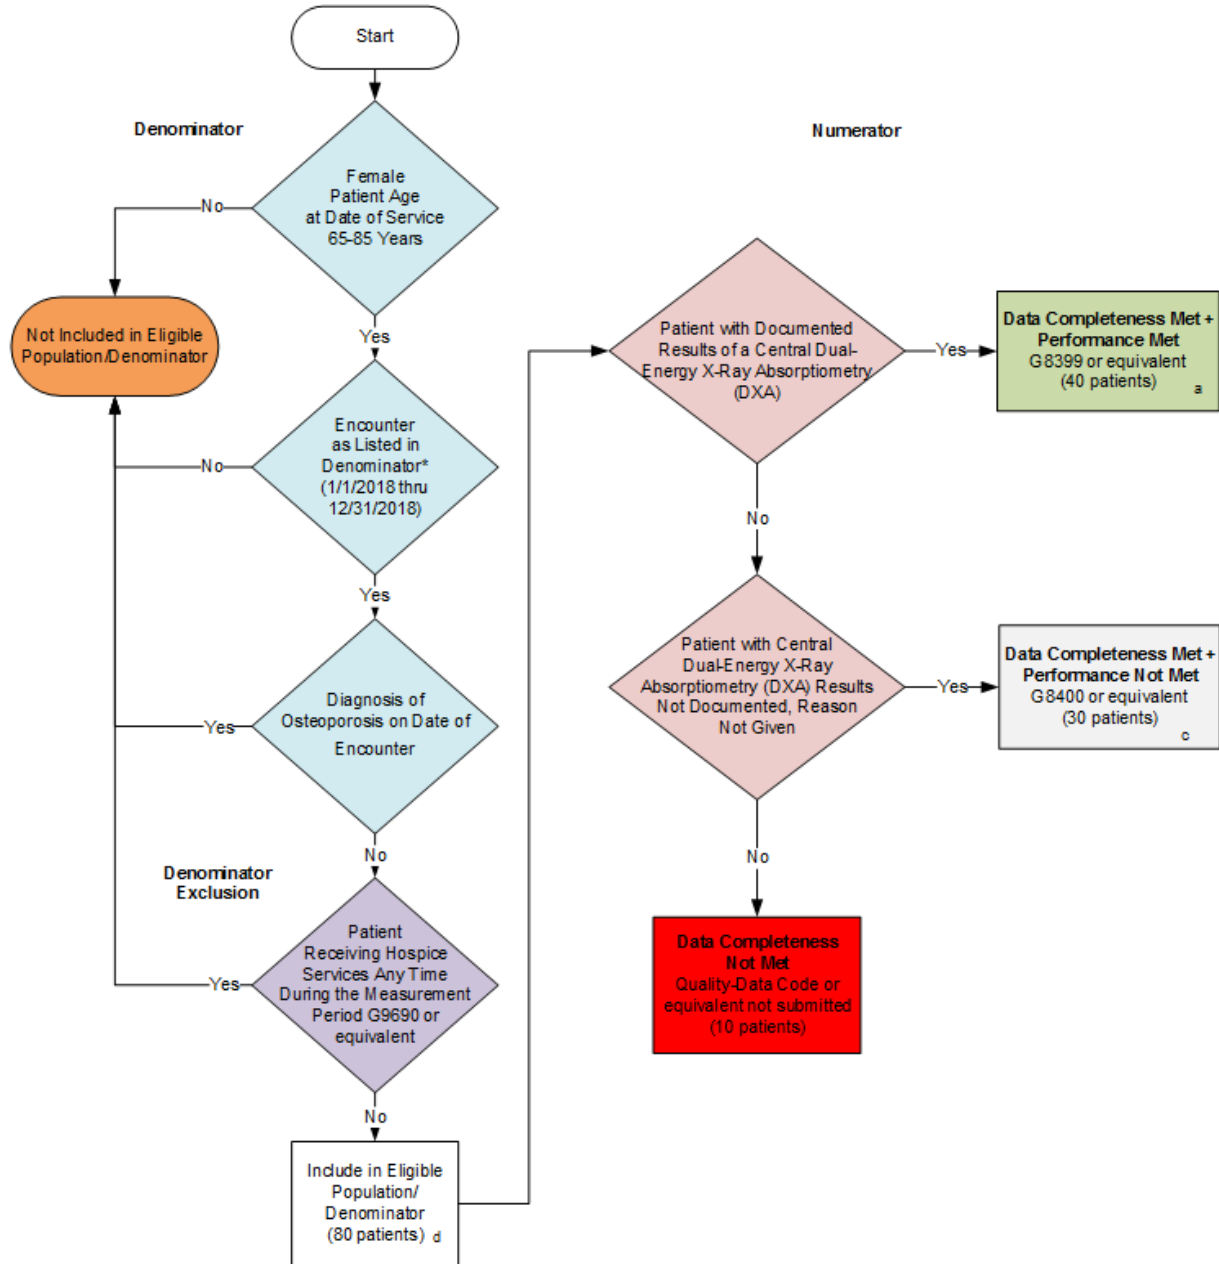 Start
Denominator
Numerator
Female
Patient Age
at Date of Service
65-85 Years
No
Yes
Not Included in Eligible
Population/Denominator
Encounter
as Listed in
Denominator*
(1/1/2018 thru
12/31/2018)
No
Yes
Diagnosis of
Osteoporosis on Date of
Encounter
Yes
No
Denominator
Exclusion
Patient
Receiving Hospice
Services Any Time
During the Measurement
Period G9690 or
equivalent
Yes
No
Include in Eligible
Population/
Denominator
(80 patients) d
Patient with Documented
Results of a Central Dual-
Energy X-Ray Absorptiometry
(DXA)
Yes
Data Completeness Met +
Performance Met
G8399 or equivalent
(40 patients)
a
No
Patient with Central
Dual-Energy X-Ray
Absorptiometry (DXA) Results
Not Documented, Reason
Not Given
Yes
Data Completeness Met +
Performance Not Met
G8400 or equivalent
(30 patients)
c
No
Data Completeness
Not Met
Quality-Data Code or
equivalent not submitted
(10 patients)